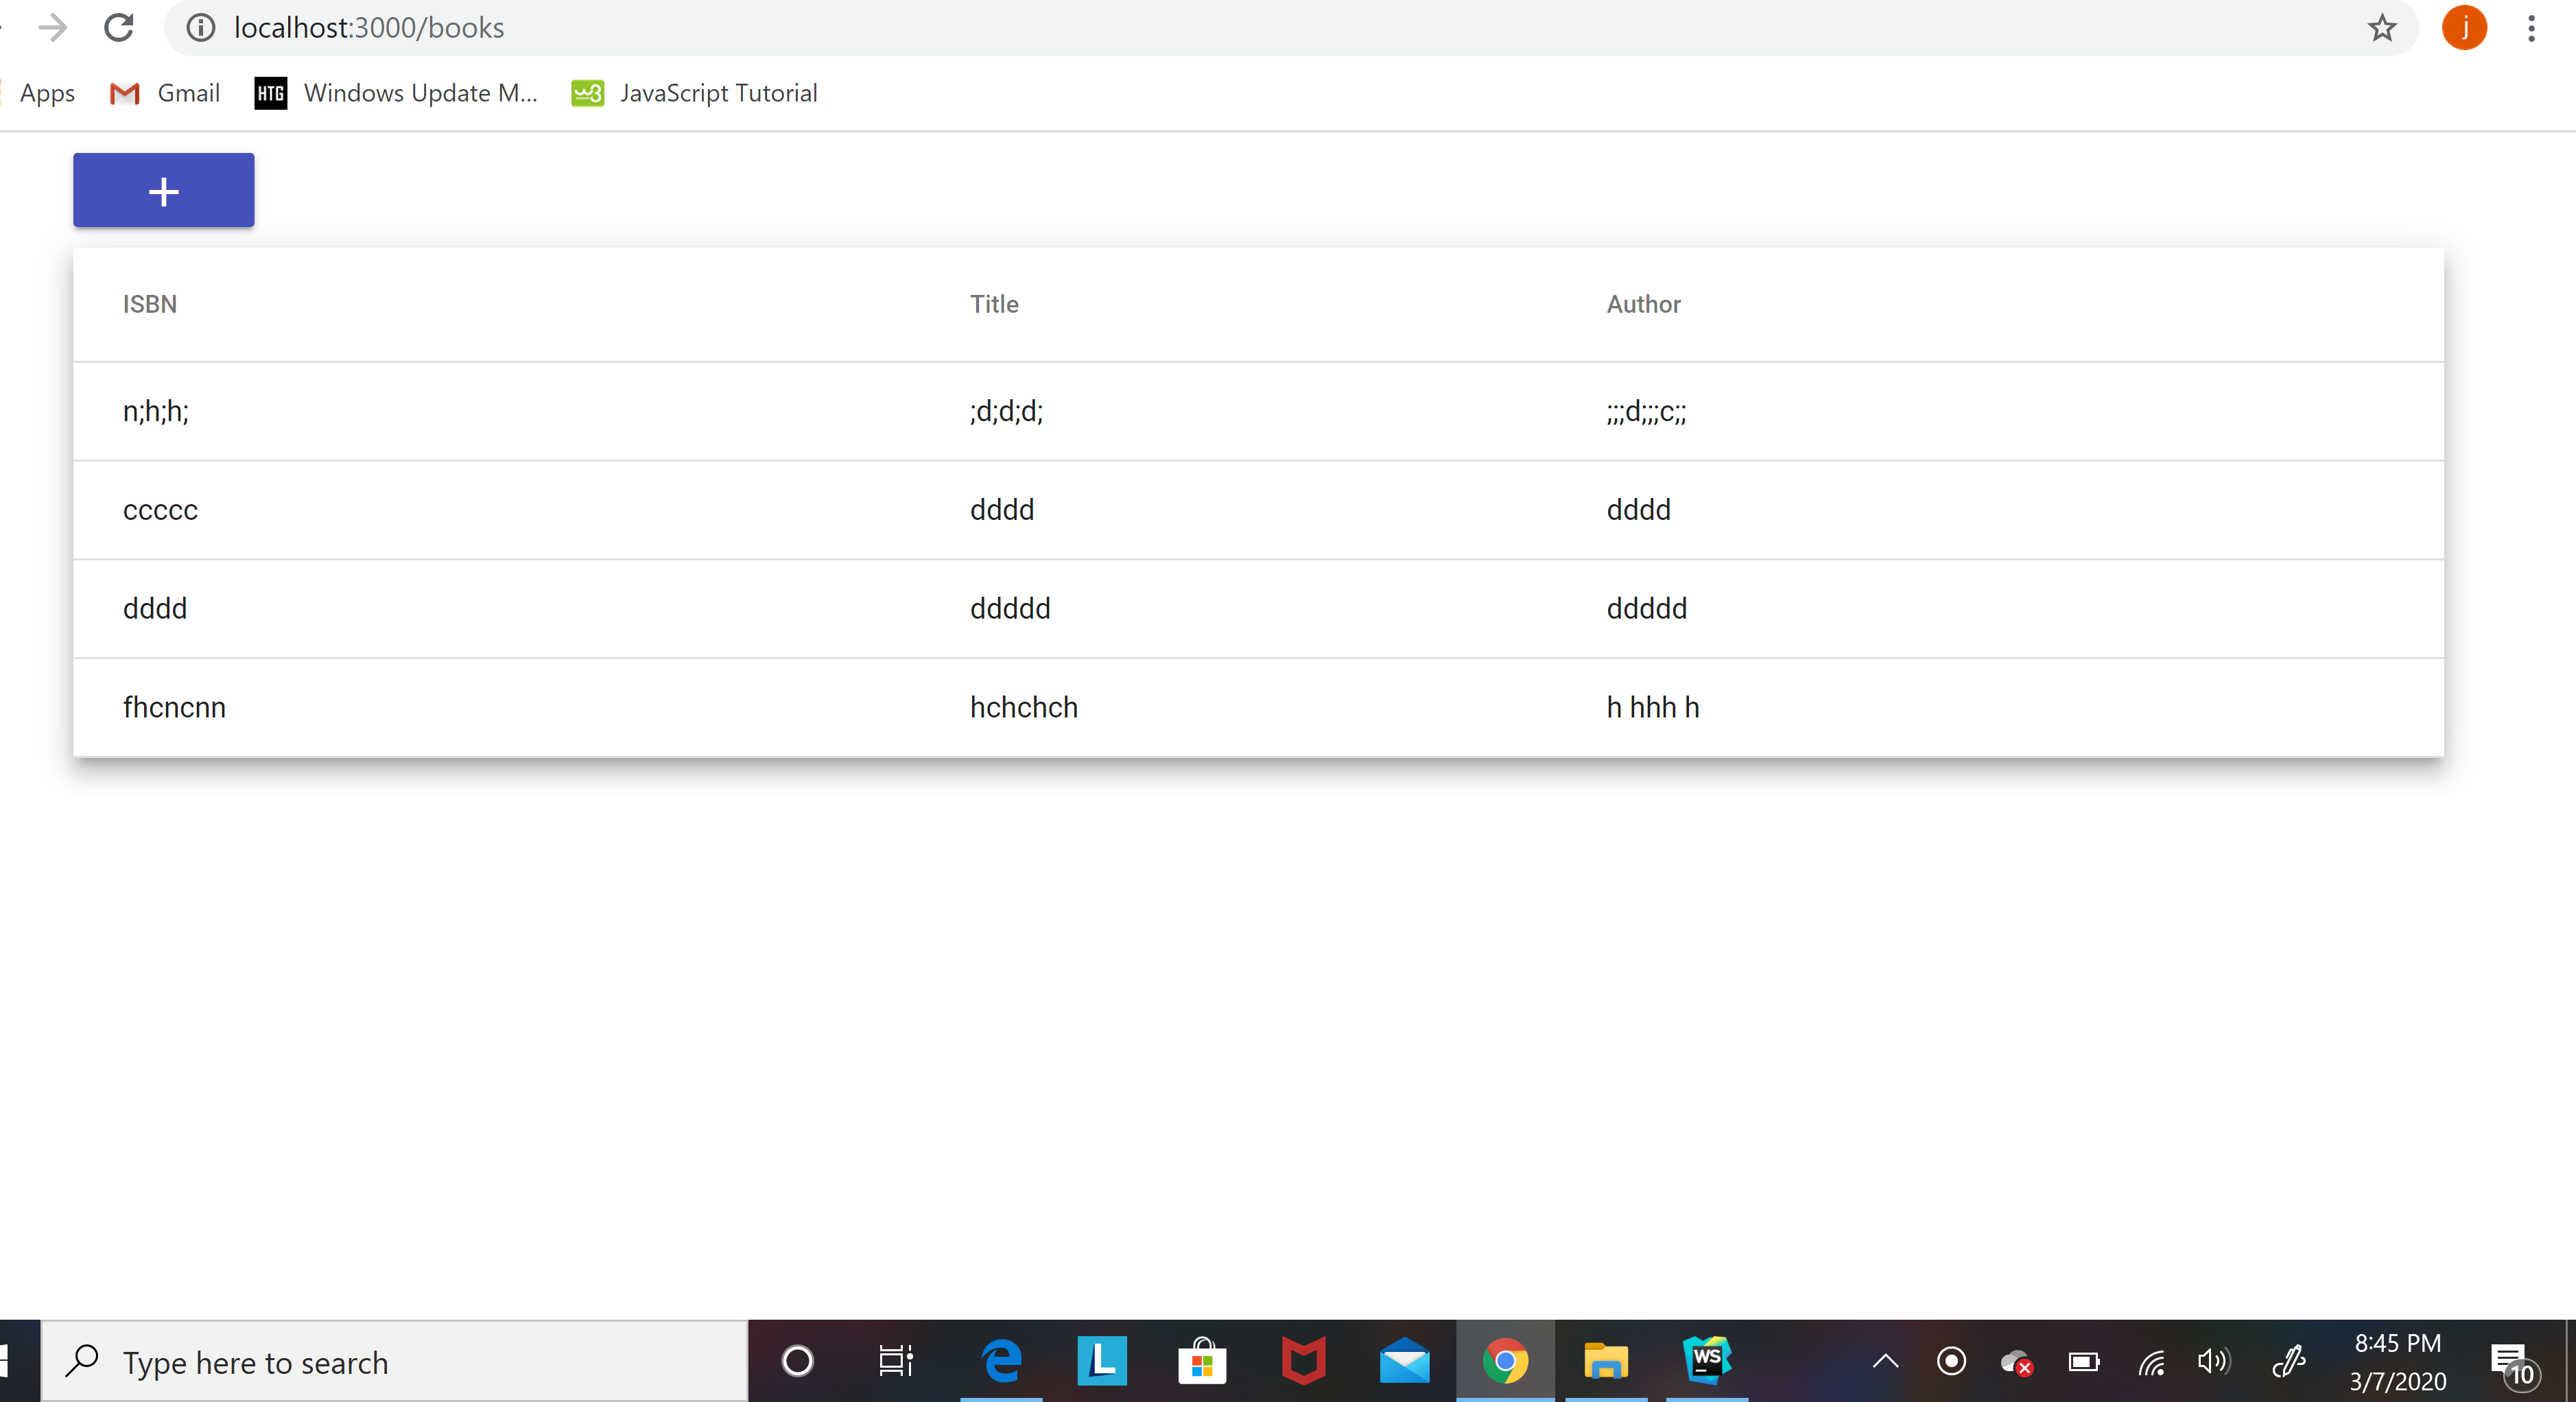 localhost:3000/books
j
Apps Gmail HTG Windows Update M... w3 JavaScript Tutorial
+
ISBN Title Author
n;h;h; ;d;d;d; ;;;d;;;c;;
ccccc dddd dddd
dddd ddddd ddddd
fhcncnn hchchch h hhh h
Type here to search
L
WS
8:45 PM
3/7/2020
10